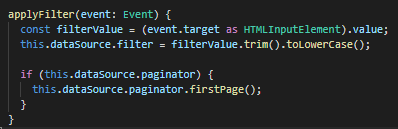 applyFilter(event: Event) {
  const filterValue = (event.target as HTMLInputElement).value;
  this.dataSource.filter = filterValue.trim().toLowerCase();

  if (this.dataSource.paginator) {
    this.dataSource.paginator.firstPage();
  }
}